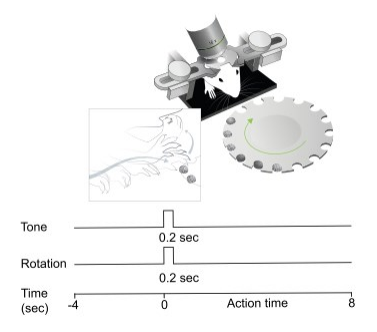 Tone
0.2 sec
Rotation
0.2 sec
Time
(sec)
-4
0
Action time
8